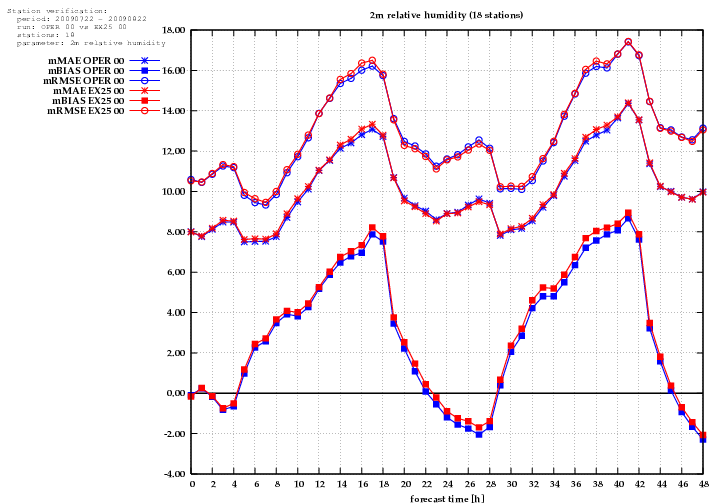 Station verification:
period: 20090722 - 20090822
run: OPER 00 vs EX25 00
stations: 18
parameter: 2m relative humidity
2m relative humidity (18 stations)
mMAE OPER 00
mBIAS OPER 00
mRMSE OPER 00
mMAE EX25 00
mBIAS EX25 00
mRMSE EX25 00
18.00
16.00
14.00
12.00
10.00
8.00
6.00
4.00
2.00
0.00
-2.00
-4.00
0 2 4 6 8 10 12 14 16 18 20 22 24 26 28 30 32 34 36 38 40 42 44 46 48
forecast time [h]